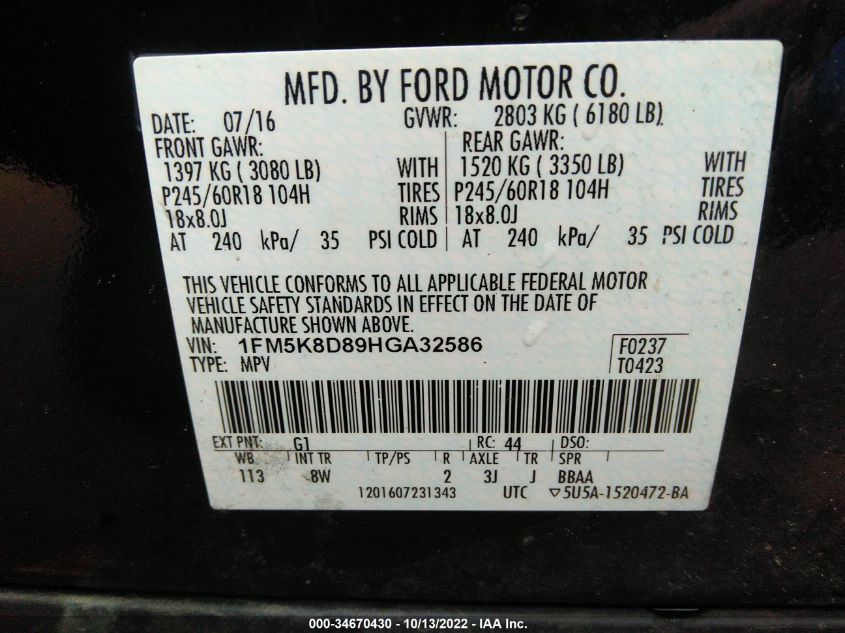 MFD. BY FORD MOTOR CO.
DATE: 07/16 GVWR: 2803 KG ( 6180 LB)
FRONT GAWR: REAR GAWR:
1397 KG ( 3080 LB) WITH 1520 KG ( 3350 LB) WITH
P245/60R18 104H TIRES P245/60R18 104H TIRES
18x8.0J RIMS 18x8.0J RIMS
AT 240 kPa/ 35 PSI COLD AT 240 kPa/ 35 PSI COLD
THIS VEHICLE CONFORMS TO ALL APPLICABLE FEDERAL MOTOR
VEHICLE SAFETY STANDARDS IN EFFECT ON THE DATE OF
MANUFACTURE SHOWN ABOVE.
VIN: 1FM5K8D89HGA32586 F0237
TYPE: MPV T0423
EXT PNT: G1 RC: 44 DSO:
WB INT TR TP/PS R AXLE TR SPR
113 8W 2 3J J BBAA
1201607231343 UTC ▽5U5A-1520472-BA
000-34670430 - 10/13/2022 - IAA Inc.